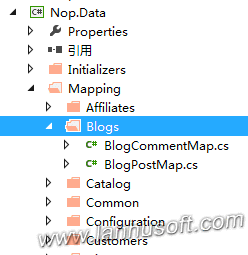 Nop.Data
Properties
引用
Initializers
Mapping
Affiliates
Blogs
BlogCommentMap.cs
BlogPostMap.cs
Catalog
Common
Configuration
Customers
www.lanhusoft.com